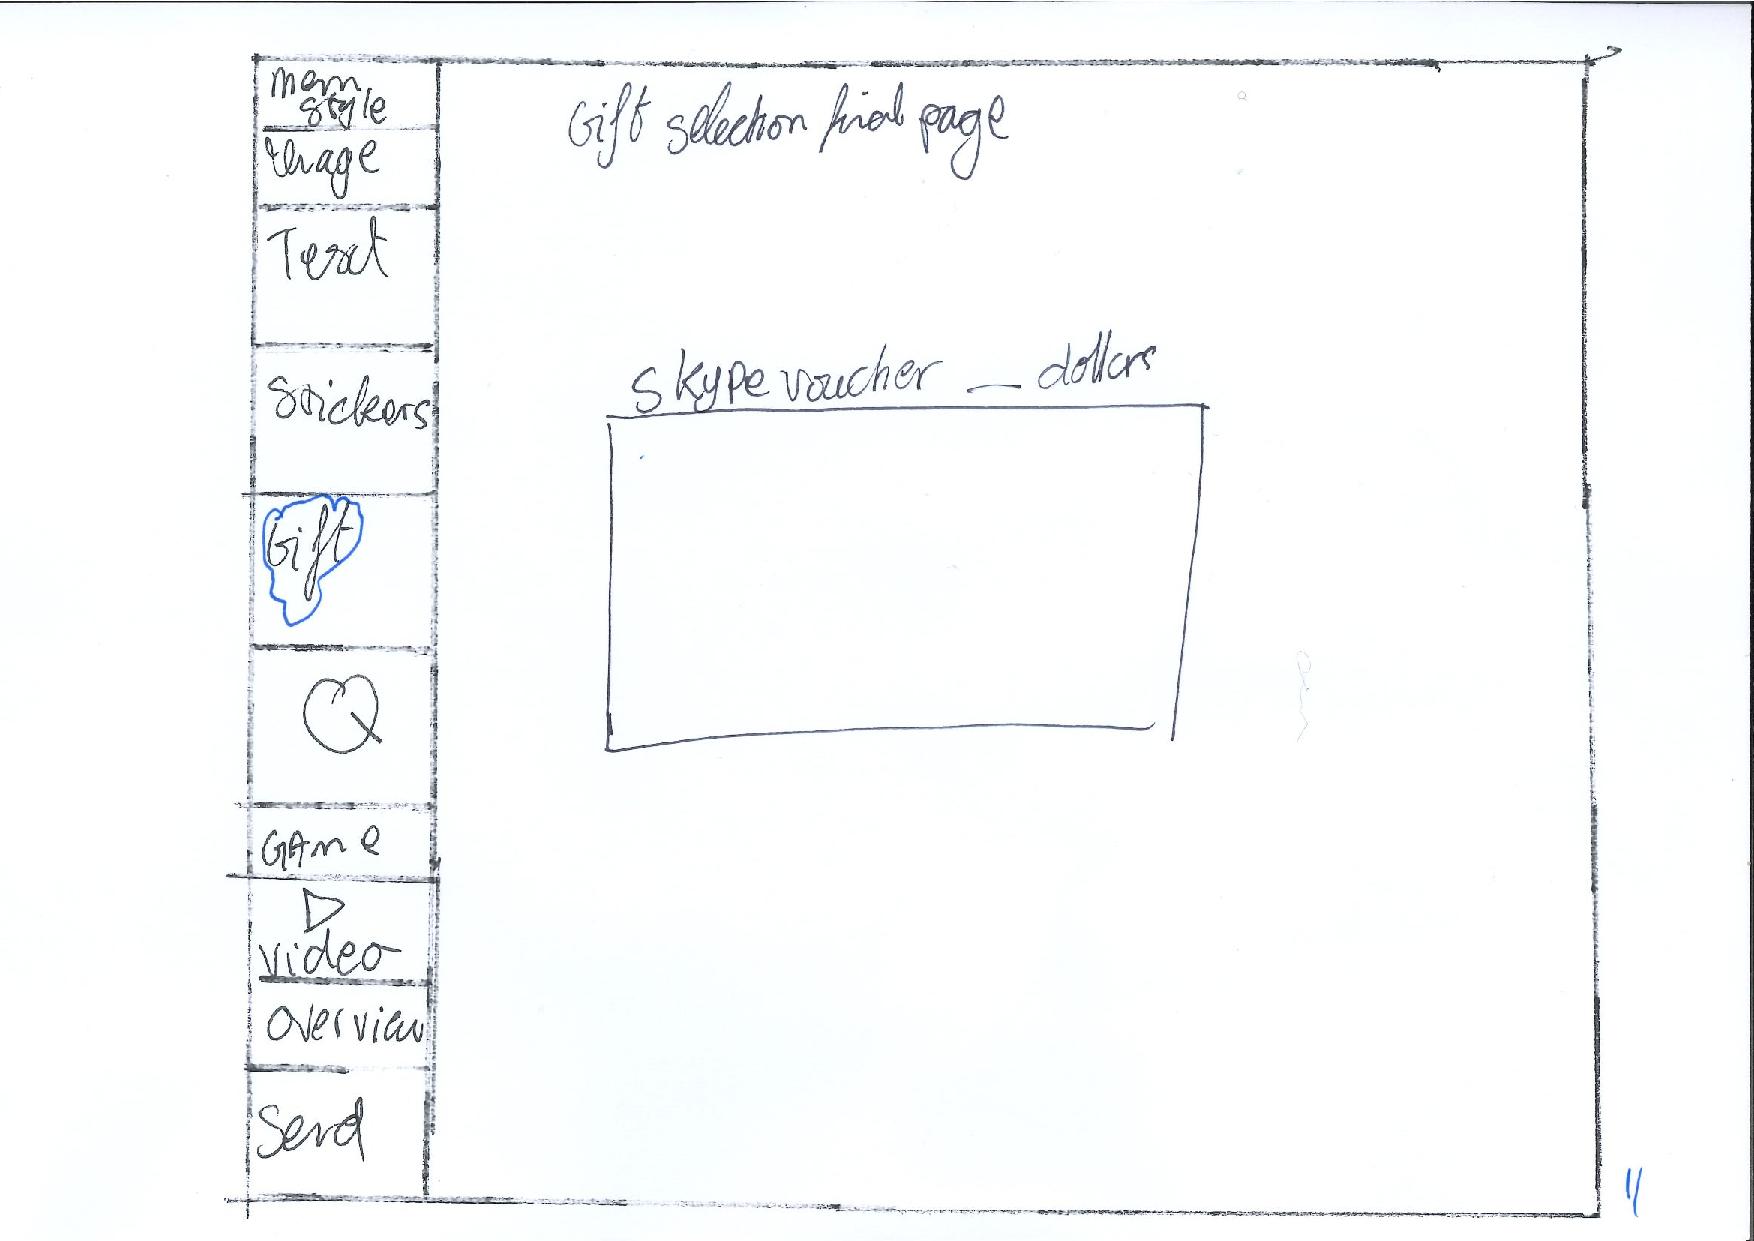 Mem
style
Image
Text
Stickers
Gift
GAme
video
overview
Send
Gift selection final page
skype voucher _ dollars
11